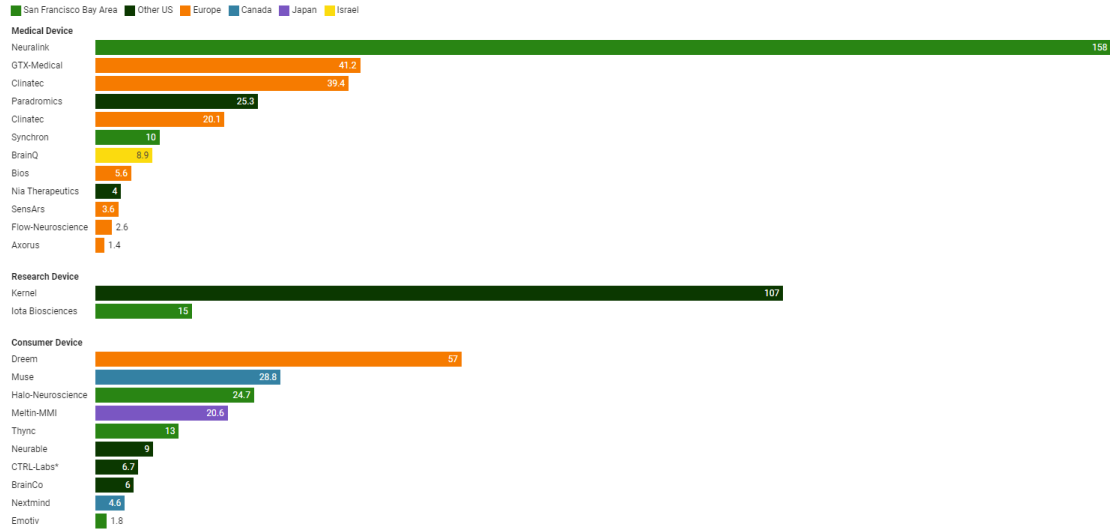 San Francisco Bay Area Other US Europe Canada Japan Israel
Medical Device
Neuralink 158
GTX-Medical 41.2
Clinatec 39.4
Paradromics 25.3
Clinatec 20.1
Synchron 10
BrainQ 8.9
Bios 5.6
Nia Therapeutics 4
SensArs 3.6
Flow-Neuroscience 2.6
Axorus 1.4
Research Device
Kernel 107
Iota Biosciences 15
Consumer Device
Dreem 57
Muse 28.8
Halo-Neuroscience 24.7
Meltin-MMI 20.6
Thync 13
Neurable 9
CTRL-Labs* 6.7
BrainCo 6
Nextmind 4.6
Emotiv 1.8